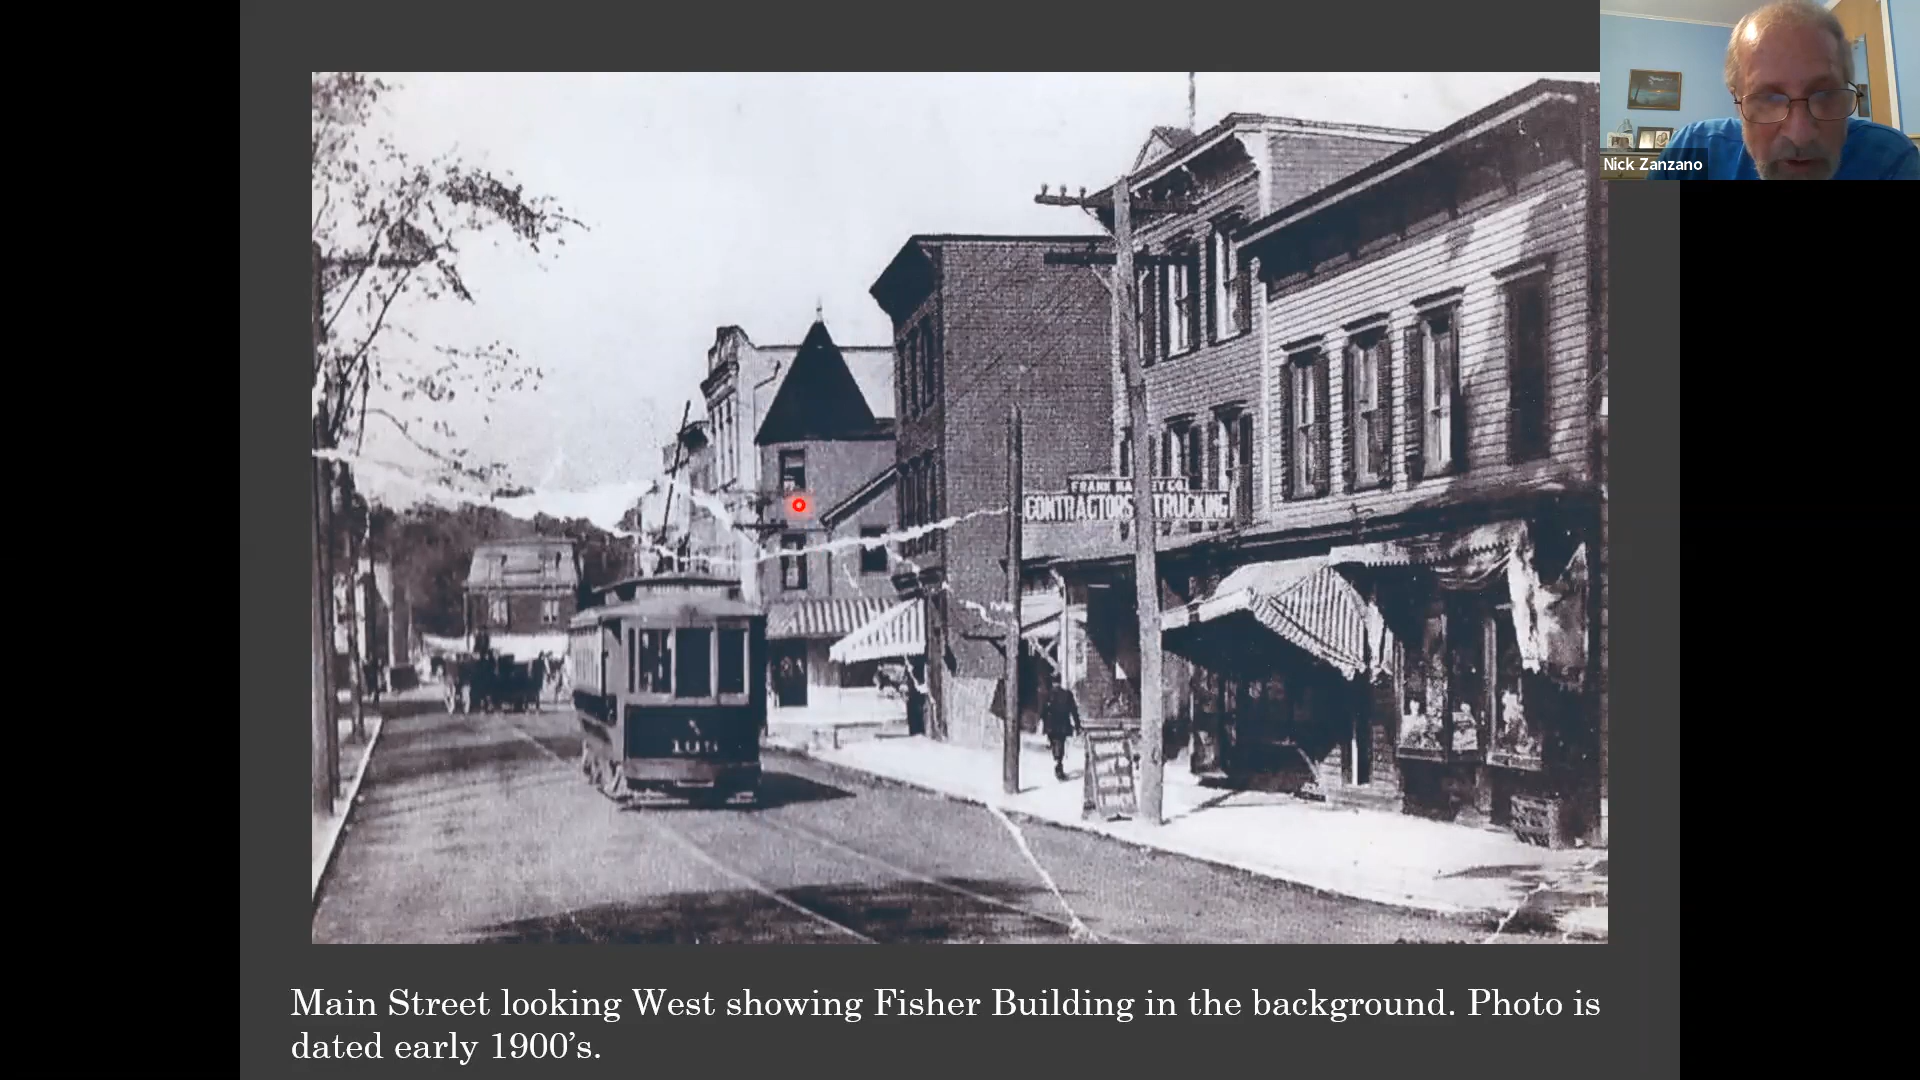 Nick Zanzano
FRANK
CONTRACTORS TRUCKING
Main Street looking West showing Fisher Building in the background. Photo is
dated early 1900's.